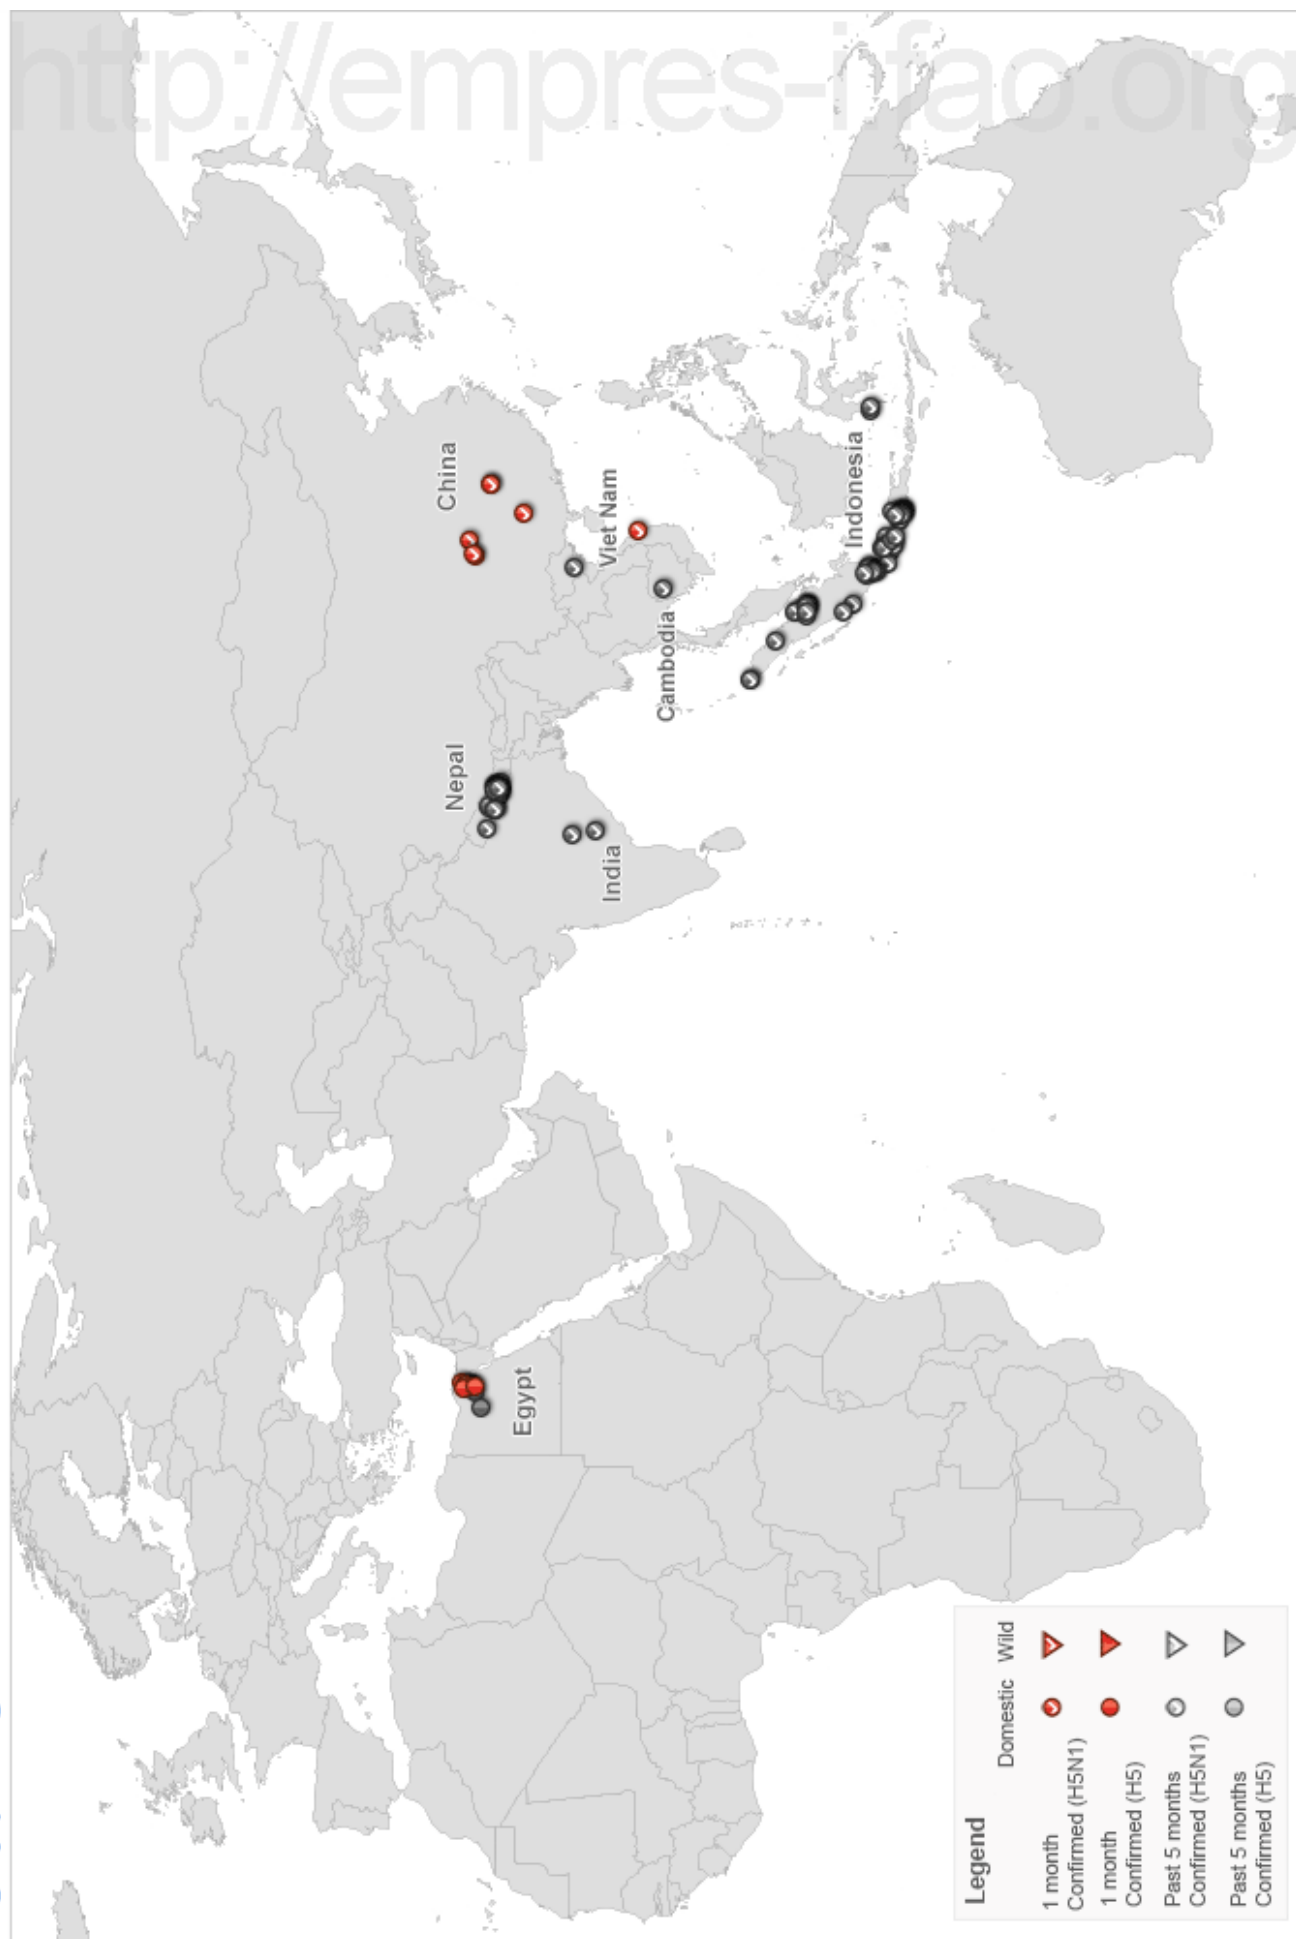 http://empres-i.fao.org
China
Viet Nam
Cambodia
Indonesia
Nepal
India
Egypt
Legend
Domestic Wild
1 month
Confirmed (H5N1)
1 month
Confirmed (H5)
Past 5 months
Confirmed (H5N1)
Past 5 months
Confirmed (H5)